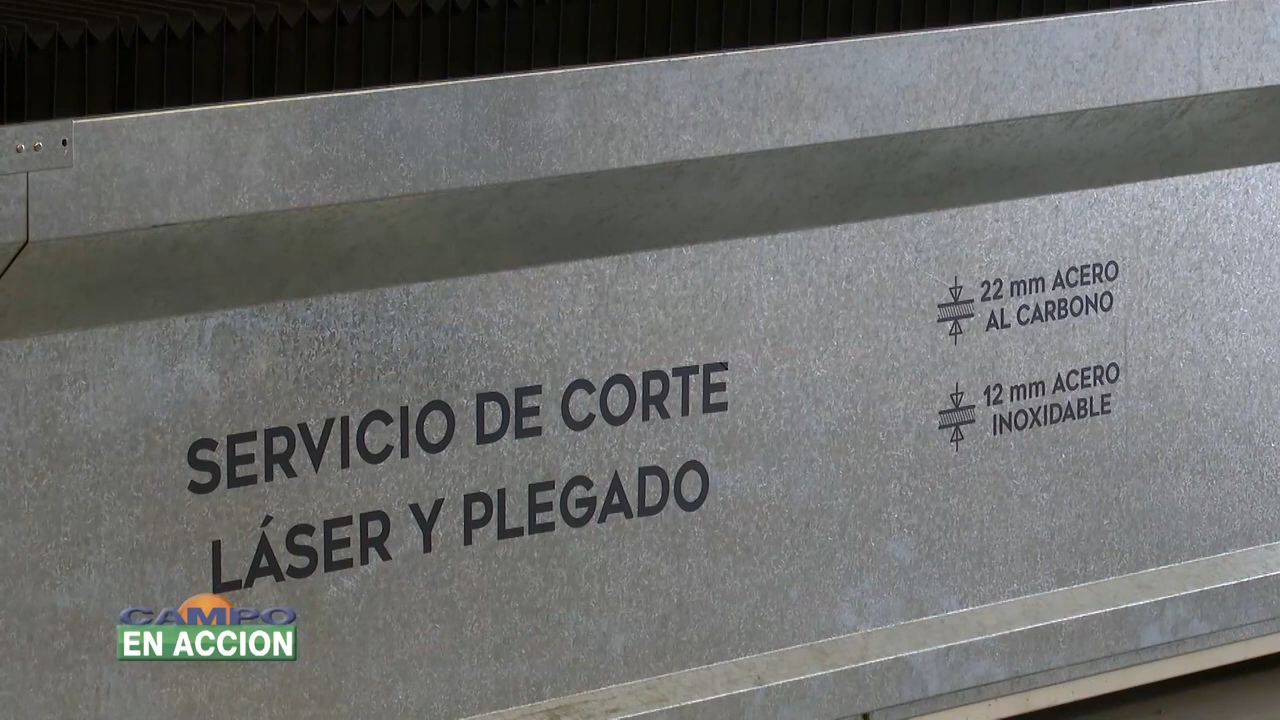 SERVICIO DE CORTE
LÁSER Y PLEGADO
22 mm ACERO
AL CARBONO
12 mm ACERO
INOXIDABLE
CAMPO
EN ACCION